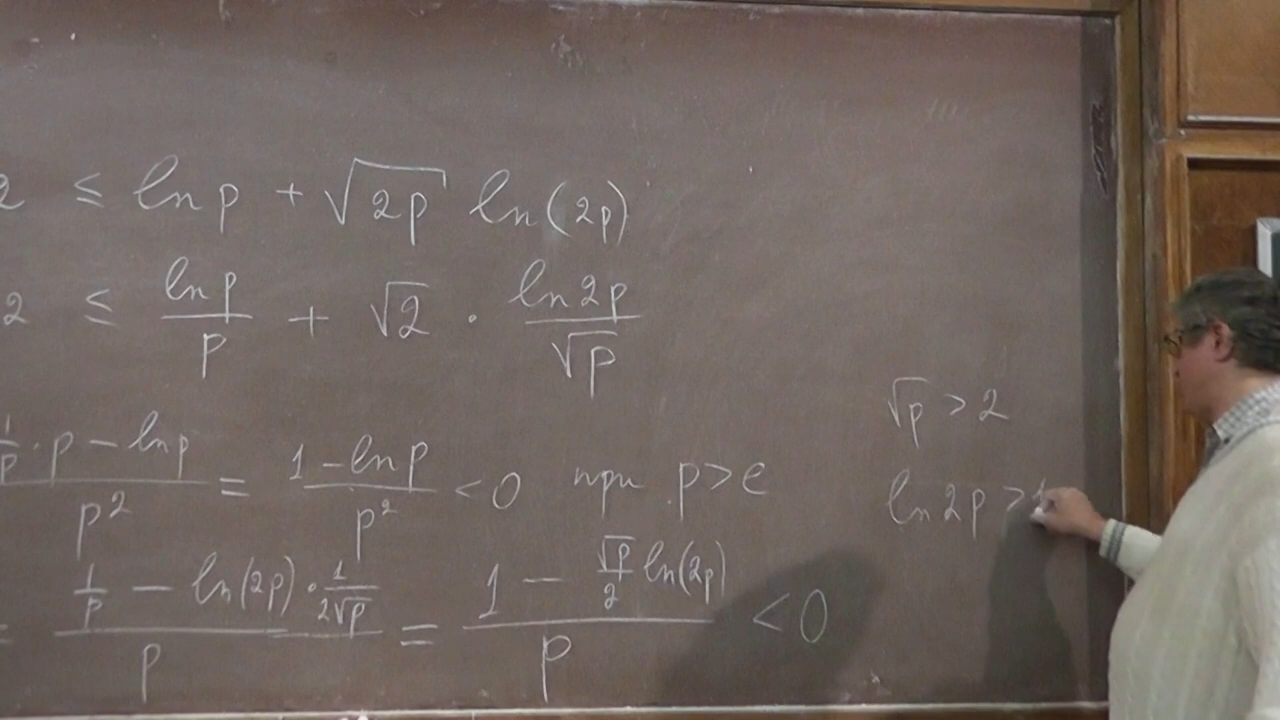 2 ≤ ln p + √2p ln(2p)
2 ≤ ln p / p + √2 · ln 2p / √p
1/p · p − ln p / p² = 1 − ln p / p² < 0 при p > e
= 1/p − ln(2p) · 1/2√p / p = 1 − √p/2 ln(2p) / p < 0
√p > 2
ln 2p >